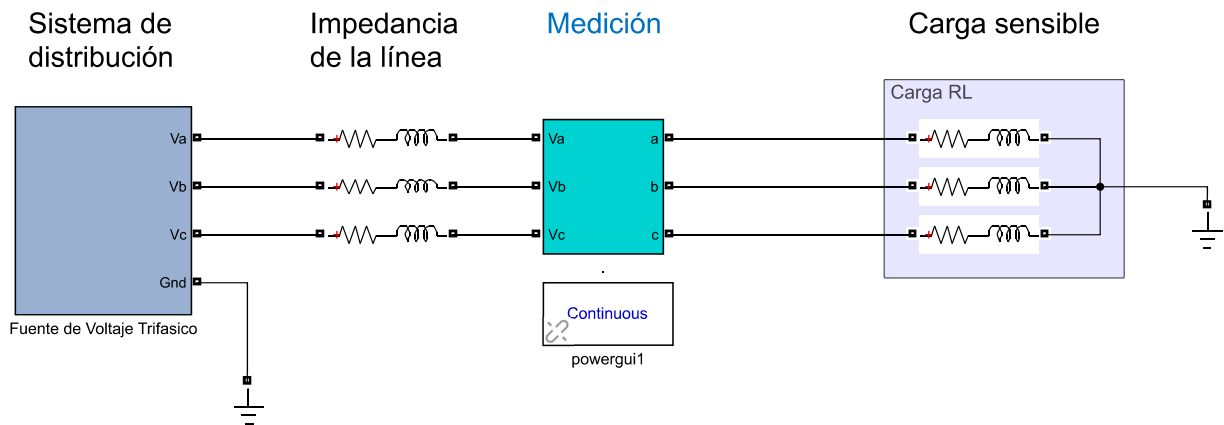 Sistema de
distribución
Impedancia
de la línea
Medición
Carga sensible
Carga RL
Va
Vb
Vc
Gnd
Fuente de Voltaje Trifasico
Va
Vb
Vc
a
b
c
.
Continuous
powergui1